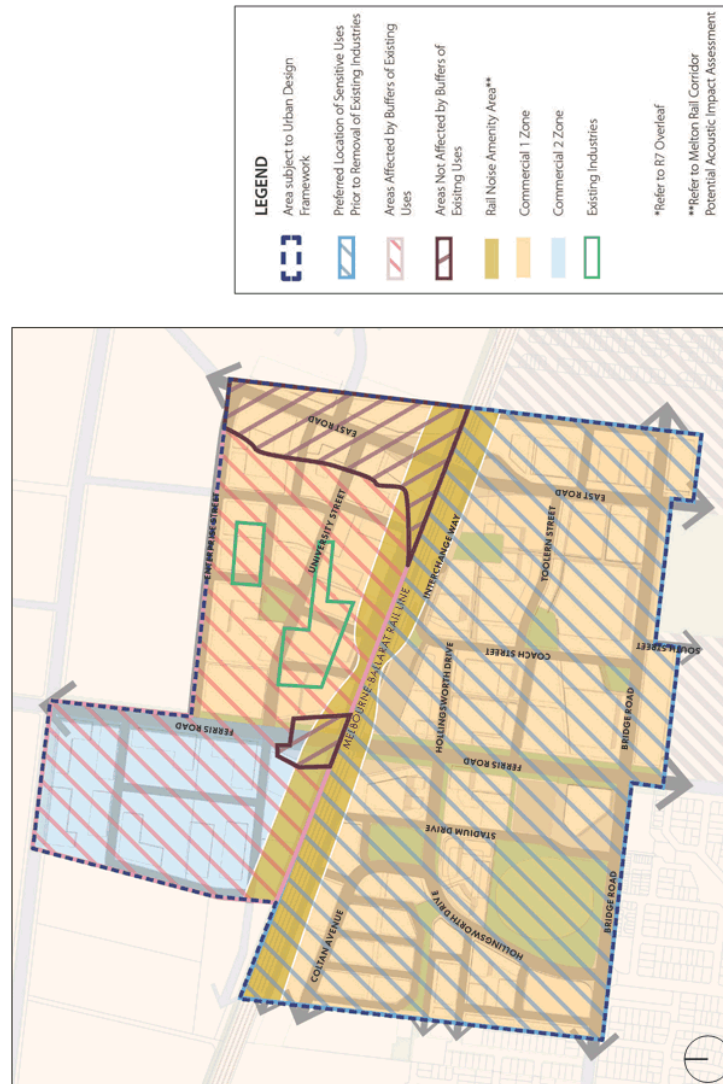 LEGEND
Area subject to Urban Design
Framework
Preferred Location of Sensitive Uses
Prior to Removal of Existing Industries
Areas Affected by Buffers of Existing
Uses
Areas Not Affected by Buffers of
Exisitng Uses
Rail Noise Amenity Area**
Commercial 1 Zone
Commercial 2 Zone
Existing Industries
*Refer to R7 Overleaf
**Refer to Melton Rail Corridor
Potential Acoustic Impact Assessment
ENTERPRISE STREET
EAST ROAD
UNIVERSITY STREET
FERRIS ROAD
MELBOURNE-BALLARAT RAIL LINE
INTERCHANGE WAY
EAST ROAD
TOOLERN STREET
COACH STREET
HOLLINGSWORTH DRIVE
SOUTH STREET
BRIDGE ROAD
FERRIS ROAD
STADIUM DRIVE
COLTAN AVENUE
HOLLINGSWORTH DRIVE
BRIDGE ROAD